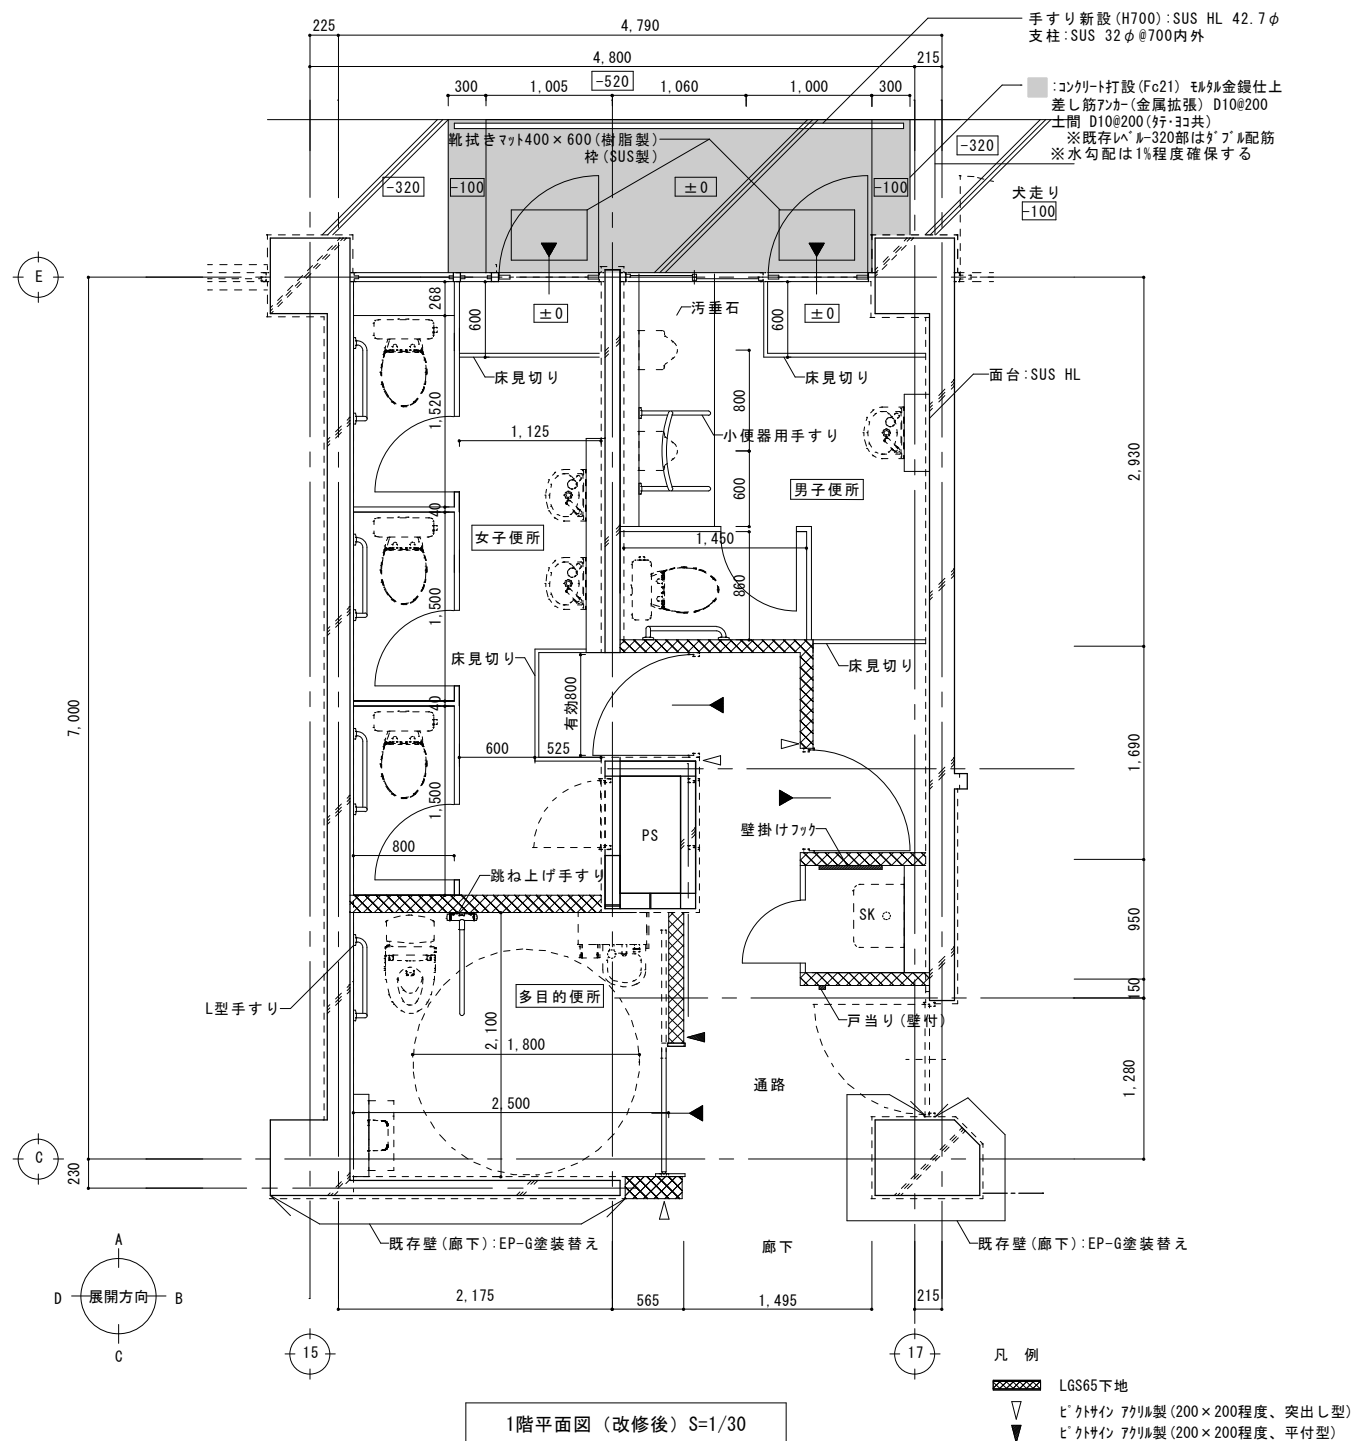 225
4,790
手すり新設(H700):SUS HL 42.7φ
支柱:SUS 32φ@700内外
4,800
215
-520
300
1,005
1,060
1,000
300
:コンクリート打設(Fc21) モルタル金鏝仕上
差し筋アンカー(金属拡張) D10@200
土間 D10@200(タテ・ヨコ共)
※既存レベル-320部はダブル配筋
※水勾配は1%程度確保する
靴拭きマット400×600(樹脂製)
枠(SUS製)
-320
-320
-100
±0
-100
犬走り
-100
E
268
600
±0
汚垂石
600
±0
床見切り
床見切り
面台:SUS HL
1,520
800
1,125
小便器用手すり
2,930
600
男子便所
40
女子便所
1,450
860
1,500
床見切り
床見切り
有効800
40
7,000
600
525
1,690
1,500
PS
壁掛けフック
800
跳ね上げ手すり
SK
950
L型手すり
多目的便所
150
戸当り(壁付)
2,100
1,800
通路
1,280
2,500
C
230
既存壁(廊下):EP-G塗装替え
廊下
既存壁(廊下):EP-G塗装替え
A
D
展開方向
B
C
2,175
565
1,495
215
15
17
凡 例
LGS65下地
ピクトサイン アクリル製(200×200程度、突出し型)
ピクトサイン アクリル製(200×200程度、平付型)
1階平面図（改修後）S=1/30